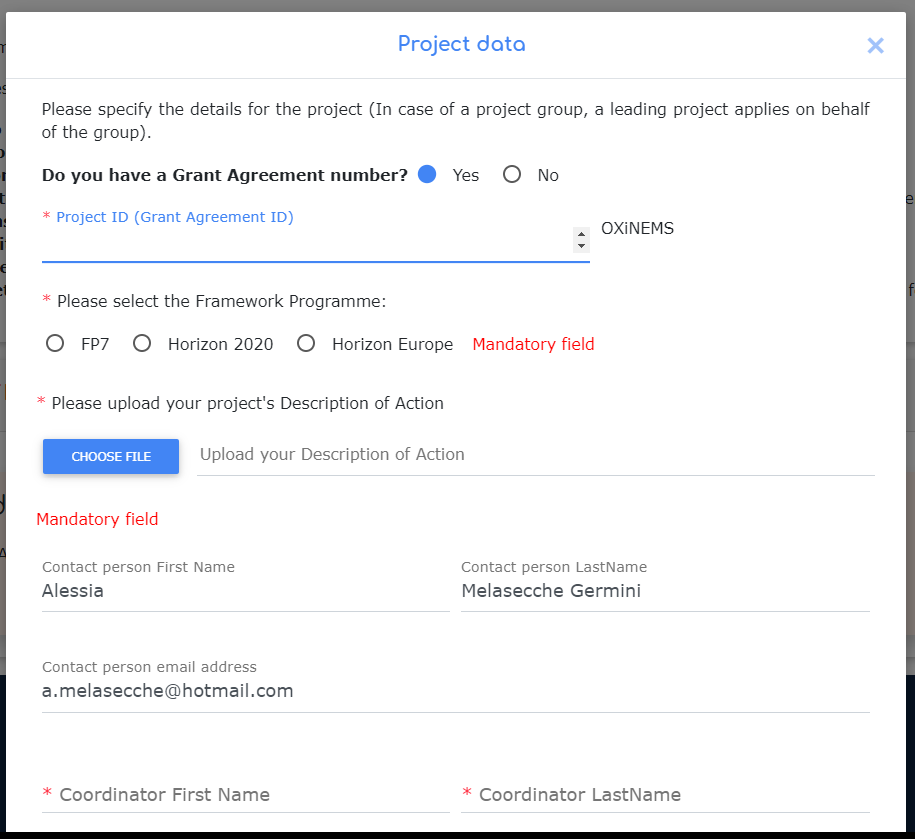 Project data
×
Please specify the details for the project (In case of a project group, a leading project applies on behalf
of the group).
Do you have a Grant Agreement number? Yes No
* Project ID (Grant Agreement ID)
OXiNEMS
* Please select the Framework Programme:
FP7 Horizon 2020 Horizon Europe Mandatory field
* Please upload your project's Description of Action
CHOOSE FILE Upload your Description of Action
Mandatory field
Contact person First Name Contact person LastName
Alessia Melasecche Germini
Contact person email address
a.melasecche@hotmail.com
* Coordinator First Name * Coordinator LastName